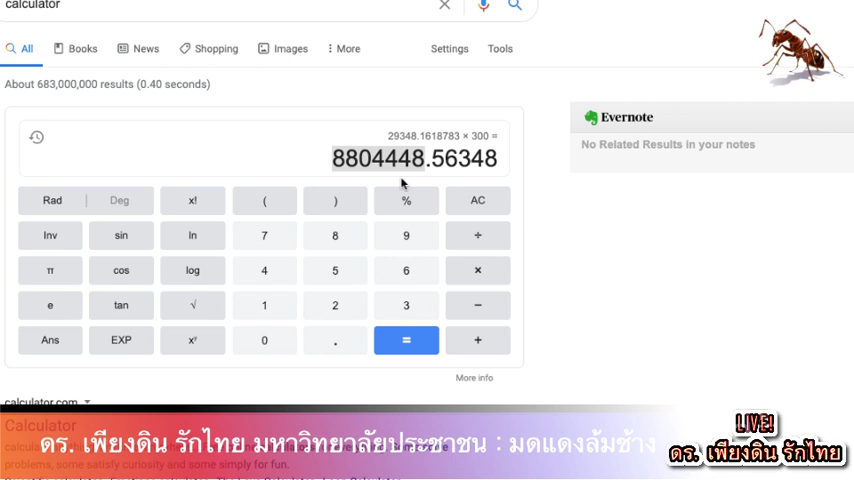 calculator
All Books News Shopping Images More Settings Tools
About 683,000,000 results (0.40 seconds)
Evernote
No Related Results in your notes
29348.1618783 × 300 =
8804448.56348
Rad | Deg x! ( ) % AC
Inv sin ln 7 8 9 ÷
π cos log 4 5 6 ×
e tan √ 1 2 3 −
Ans EXP xʸ 0 . = +
More info
calculator.com
Calculator
ดร. เพียงดิน รักไทย มหาวิทยาลัยประชาชน : มดแดงล้มช้าง
problems, some satisfy curiosity and some simply for fun.
LIVE!
ดร. เพียงดิน รักไทย